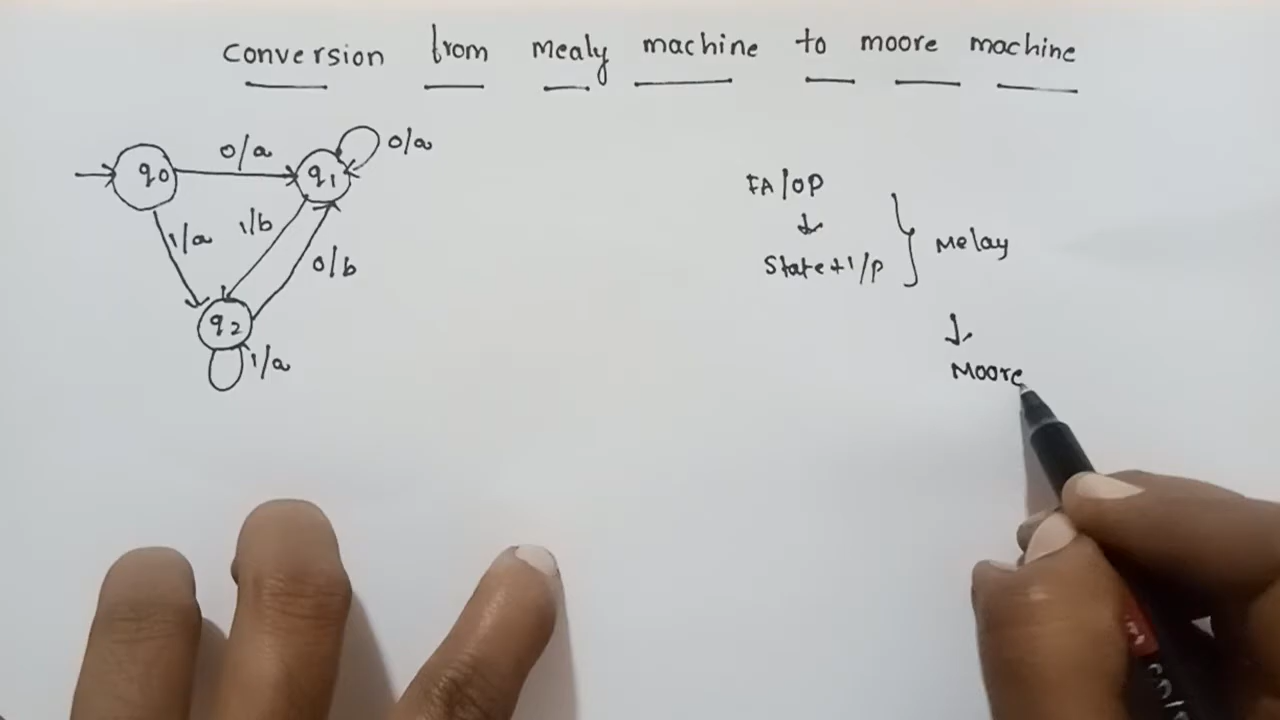 conversion from mealy machine to moore machine
0/a
0/a
q0
q1
1/a
1/b
0/b
q2
1/a
FA/OP
State+1/P
Melay
Moore